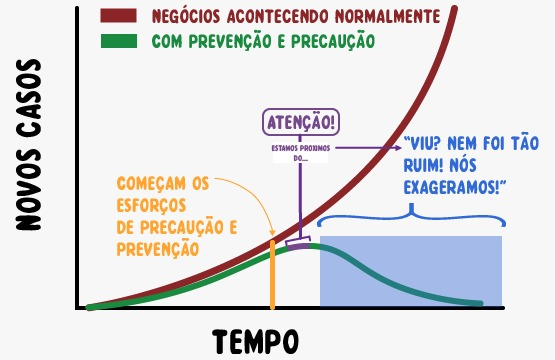 NEGÓCIOS ACONTECENDO NORMALMENTE
COM PREVENÇÃO E PRECAUÇÃO
NOVOS CASOS
ATENÇÃO!
ESTAMOS PROXIMOS
DO...
"VIU? NEM FOI TÃO
RUIM! NÓS
EXAGERAMOS!"
COMEÇAM OS
ESFORÇOS
DE PRECAUÇÃO E
PREVENÇÃO
TEMPO